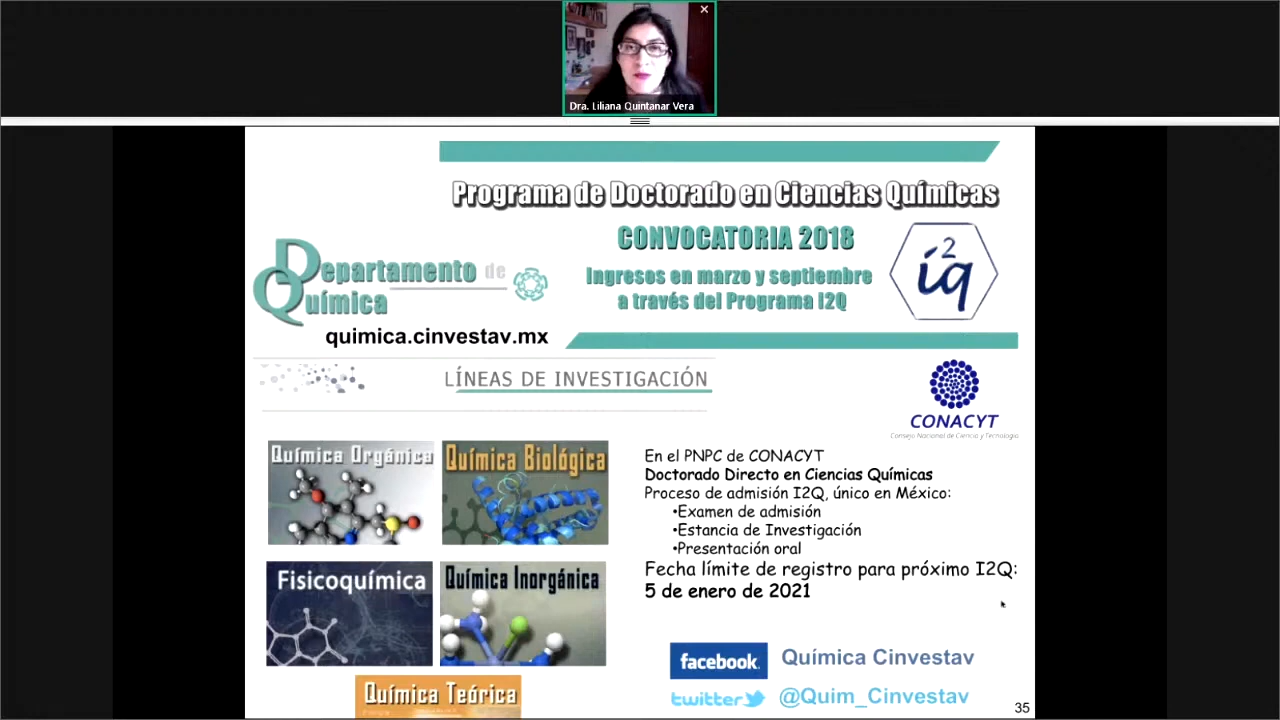 Dra. Liliana Quintanar Vera
Programa de Doctorado en Ciencias Químicas
CONVOCATORIA 2018
Ingresos en marzo y septiembre
a través del Programa I2Q
i2q
Departamento de
Química
quimica.cinvestav.mx
LÍNEAS DE INVESTIGACIÓN
CONACYT
Consejo Nacional de Ciencia y Tecnología
Química Orgánica
Química Biológica
Fisicoquímica
Química Inorgánica
Química Teórica
En el PNPC de CONACYT
Doctorado Directo en Ciencias Químicas
Proceso de admisión I2Q, único en México:
•Examen de admisión
•Estancia de Investigación
•Presentación oral
Fecha límite de registro para próximo I2Q:
5 de enero de 2021
facebook. Química Cinvestav
twitter @Quim_Cinvestav
35